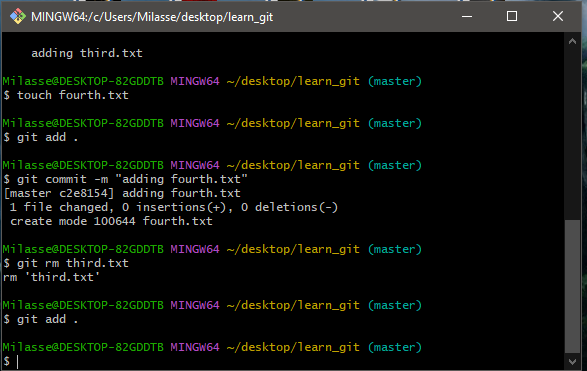 MINGW64:/c/Users/Milasse/desktop/learn_git
    adding third.txt
Milasse@DESKTOP-82GDDTB MINGW64 ~/desktop/learn_git (master)
$ touch fourth.txt
Milasse@DESKTOP-82GDDTB MINGW64 ~/desktop/learn_git (master)
$ git add .
Milasse@DESKTOP-82GDDTB MINGW64 ~/desktop/learn_git (master)
$ git commit -m "adding fourth.txt"
[master c2e8154] adding fourth.txt
 1 file changed, 0 insertions(+), 0 deletions(-)
 create mode 100644 fourth.txt
Milasse@DESKTOP-82GDDTB MINGW64 ~/desktop/learn_git (master)
$ git rm third.txt
rm 'third.txt'
Milasse@DESKTOP-82GDDTB MINGW64 ~/desktop/learn_git (master)
$ git add .
Milasse@DESKTOP-82GDDTB MINGW64 ~/desktop/learn_git (master)
$